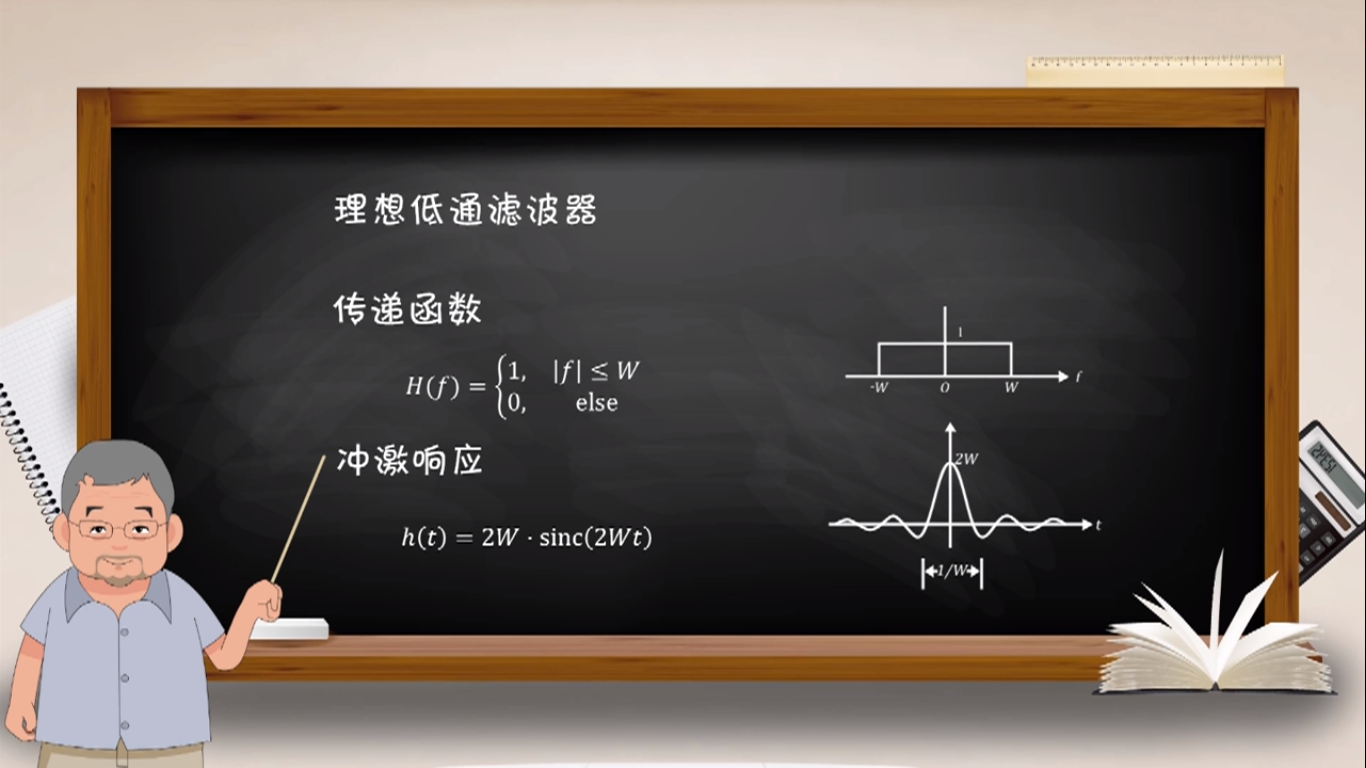 理想低通滤波器
传递函数
H(f) = {1, |f| ≤ W
0, else
1
-W O W f
冲激响应
2W
h(t) = 2W · sinc(2Wt)
t
1/W